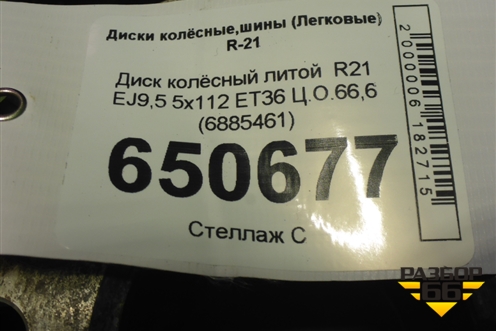 Диски колёсные,шины (Легковые)
R-21
Диск колёсный литой R21
EJ9,5 5x112 ET36 Ц.О.66,6
(6885461)
650677
Стеллаж С
2000006182715
РАЗБОР
66